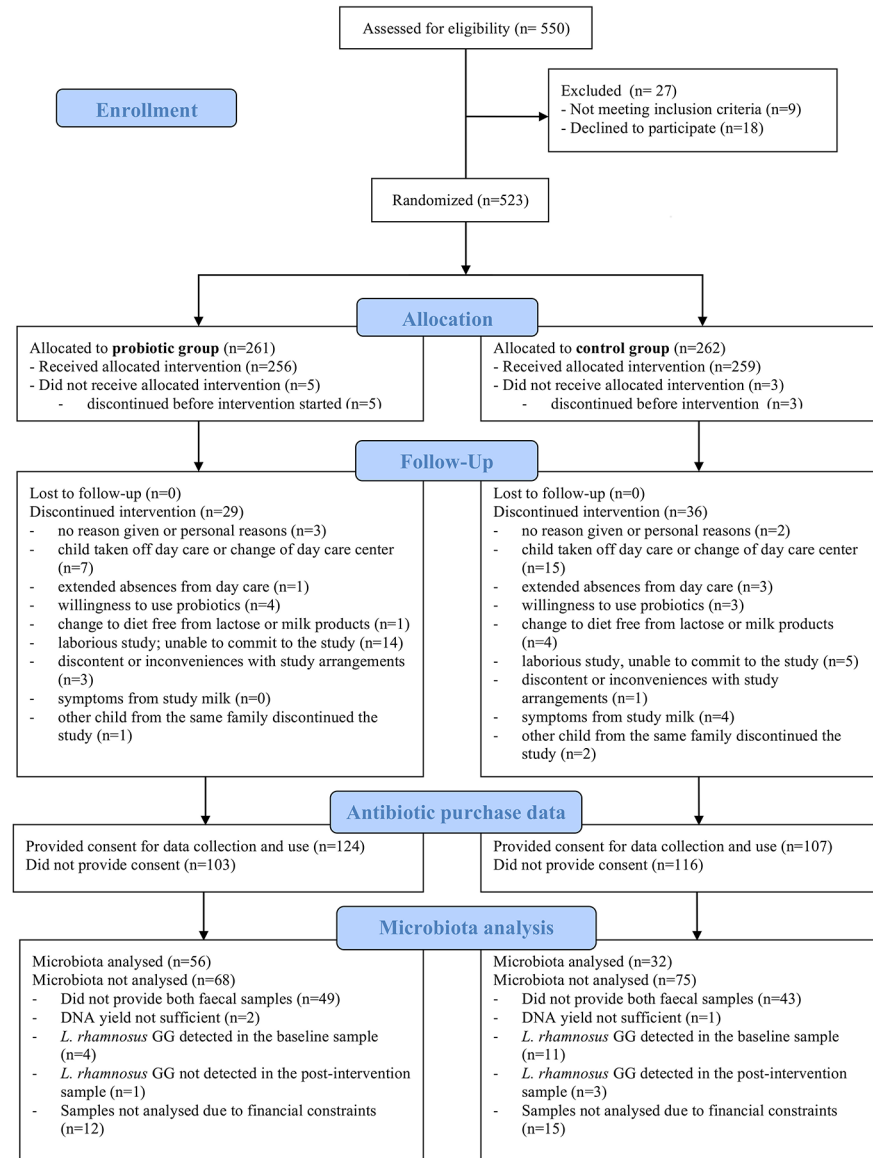 Assessed for eligibility (n= 550)
Enrollment
Excluded (n= 27)
- Not meeting inclusion criteria (n=9)
- Declined to participate (n=18)
Randomized (n=523)
Allocation
Allocated to probiotic group (n=261)
- Received allocated intervention (n=256)
- Did not receive allocated intervention (n=5)
- discontinued before intervention started (n=5)
Allocated to control group (n=262)
- Received allocated intervention (n=259)
- Did not receive allocated intervention (n=3)
- discontinued before intervention (n=3)
Follow-Up
Lost to follow-up (n=0)
Discontinued intervention (n=29)
- no reason given or personal reasons (n=3)
- child taken off day care or change of day care center
(n=7)
- extended absences from day care (n=1)
- willingness to use probiotics (n=4)
- change to diet free from lactose or milk products (n=1)
- laborious study; unable to commit to the study (n=14)
- discontent or inconveniences with study arrangements
(n=3)
- symptoms from study milk (n=0)
- other child from the same family discontinued the
study (n=1)
Lost to follow-up (n=0)
Discontinued intervention (n=36)
- no reason given or personal reasons (n=2)
- child taken off day care or change of day care center
(n=15)
- extended absences from day care (n=3)
- willingness to use probiotics (n=3)
- change to diet free from lactose or milk products
(n=4)
- laborious study, unable to commit to the study (n=5)
- discontent or inconveniences with study
arrangements (n=1)
- symptoms from study milk (n=4)
- other child from the same family discontinued the
study (n=2)
Antibiotic purchase data
Provided consent for data collection and use (n=124)
Did not provide consent (n=103)
Provided consent for data collection and use (n=107)
Did not provide consent (n=116)
Microbiota analysis
Microbiota analysed (n=56)
Microbiota not analysed (n=68)
- Did not provide both faecal samples (n=49)
- DNA yield not sufficient (n=2)
- L. rhamnosus GG detected in the baseline sample
(n=4)
- L. rhamnosus GG not detected in the post-intervention
sample (n=1)
- Samples not analysed due to financial constraints
(n=12)
Microbiota analysed (n=32)
Microbiota not analysed (n=75)
- Did not provide both faecal samples (n=43)
- DNA yield not sufficient (n=1)
- L. rhamnosus GG detected in the baseline sample
(n=11)
- L. rhamnosus GG detected in the post-intervention
sample (n=3)
- Samples not analysed due to financial constraints
(n=15)